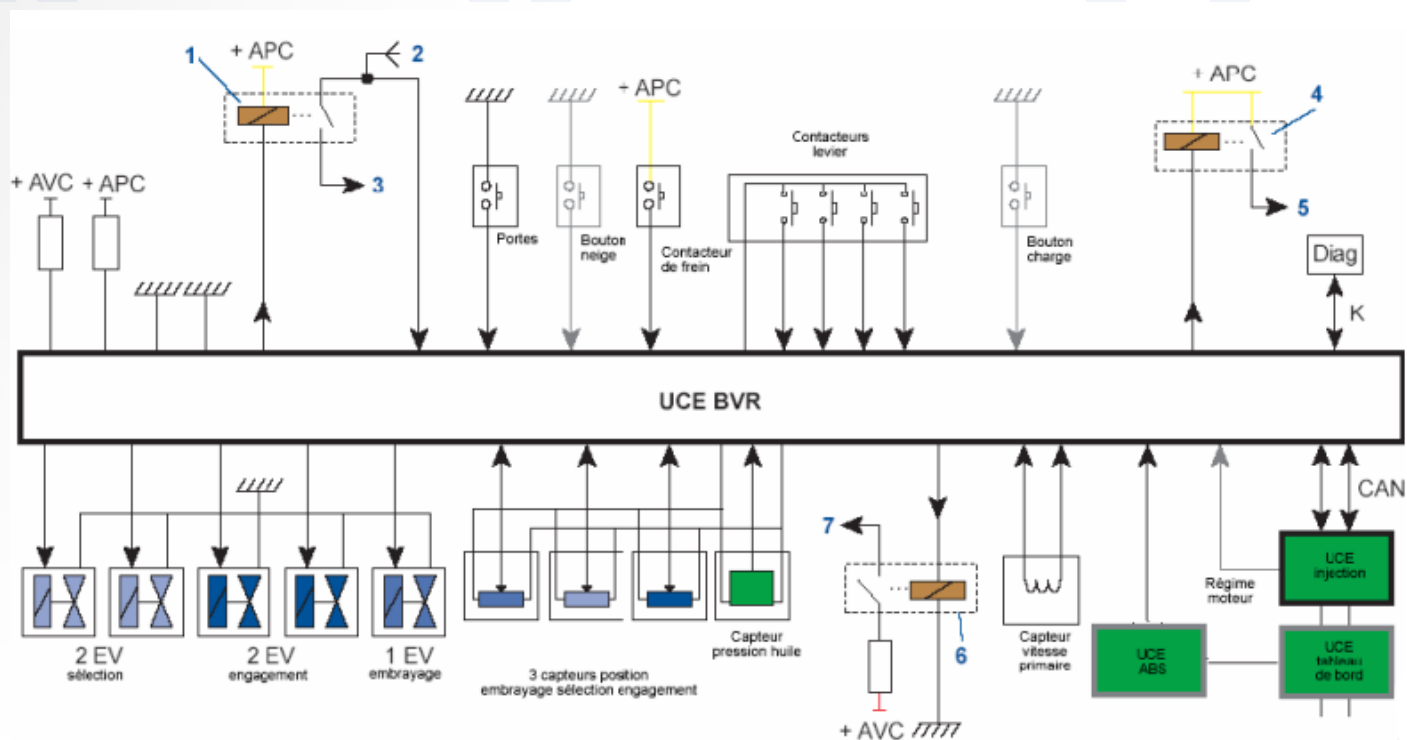 1
+ APC
2
3
+ AVC
+ APC
Portes
Bouton
neige
+ APC
Contacteur
de frein
Contacteurs
levier
Bouton
charge
+ APC
4
5
Diag
K
UCE BVR
2 EV
sélection
2 EV
engagement
1 EV
embrayage
3 capteurs position
embrayage sélection engagement
Capteur
pression huile
7
6
+ AVC
Capteur
vitesse
primaire
Régime
moteur
CAN
UCE
injection
UCE
ABS
UCE
tableau
de bord